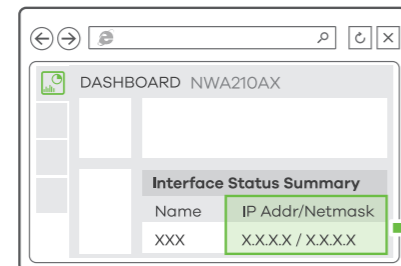 DASHBOARD NWA210AX
Interface Status Summary
Name IP Addr/Netmask
XXX X.X.X.X / X.X.X.X